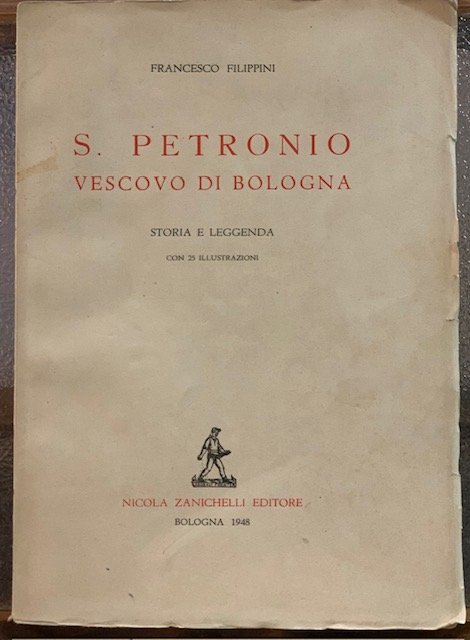 FRANCESCO FILIPPINI
S. PETRONIO
VESCOVO DI BOLOGNA
STORIA E LEGGENDA
CON 25 ILLUSTRAZIONI
NICOLA ZANICHELLI EDITORE
BOLOGNA 1948